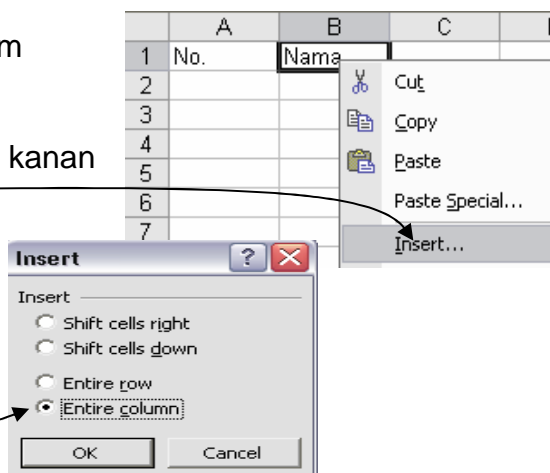 m
kanan
A B C
1 No. Nama
2
3
4
5
6
7
Cut
Copy
Paste
Paste Special...
Insert...
Insert
Insert
Shift cells right
Shift cells down
Entire row
Entire column
OK Cancel